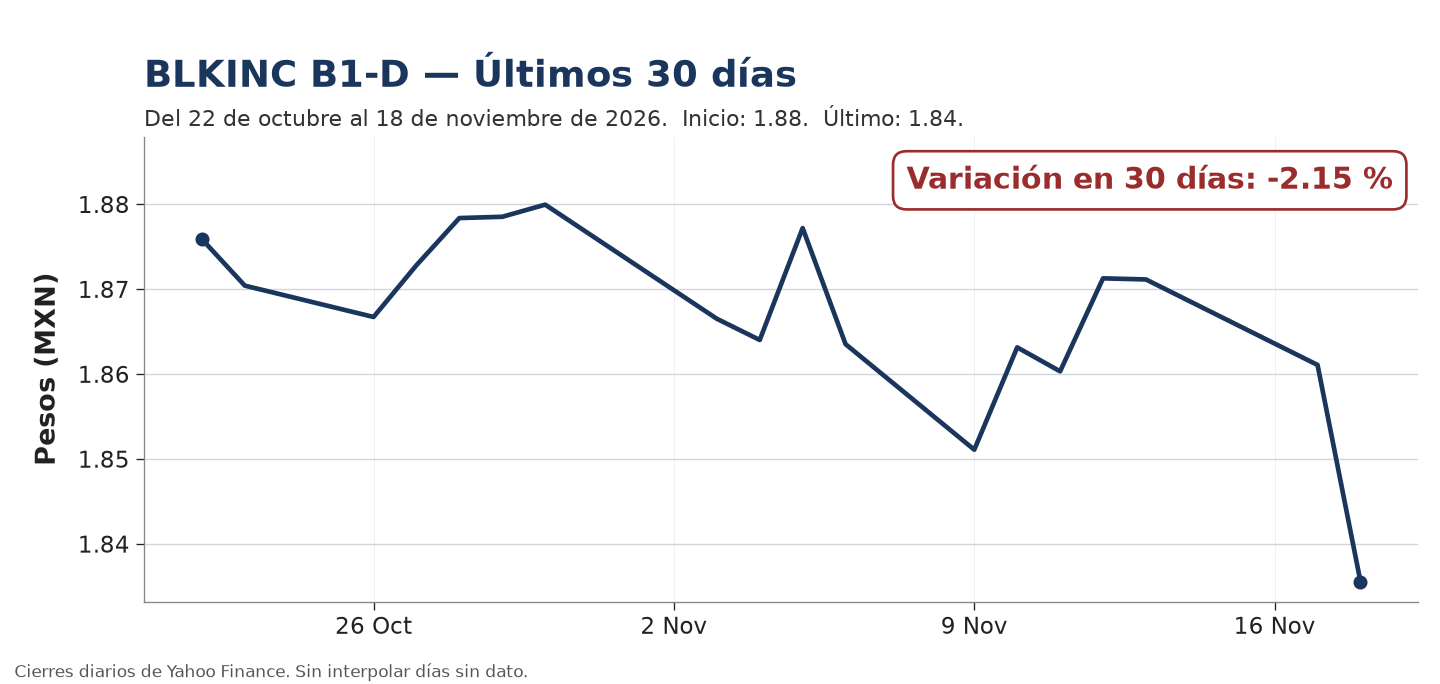 BLKINC B1-D — Últimos 30 días
Del 22 de octubre al 18 de noviembre de 2026.  Inicio: 1.88.  Último: 1.84.
Variación en 30 días: -2.15 %
Pesos (MXN)
1.88
1.87
1.86
1.85
1.84
26 Oct
2 Nov
9 Nov
16 Nov
Cierres diarios de Yahoo Finance. Sin interpolar días sin dato.